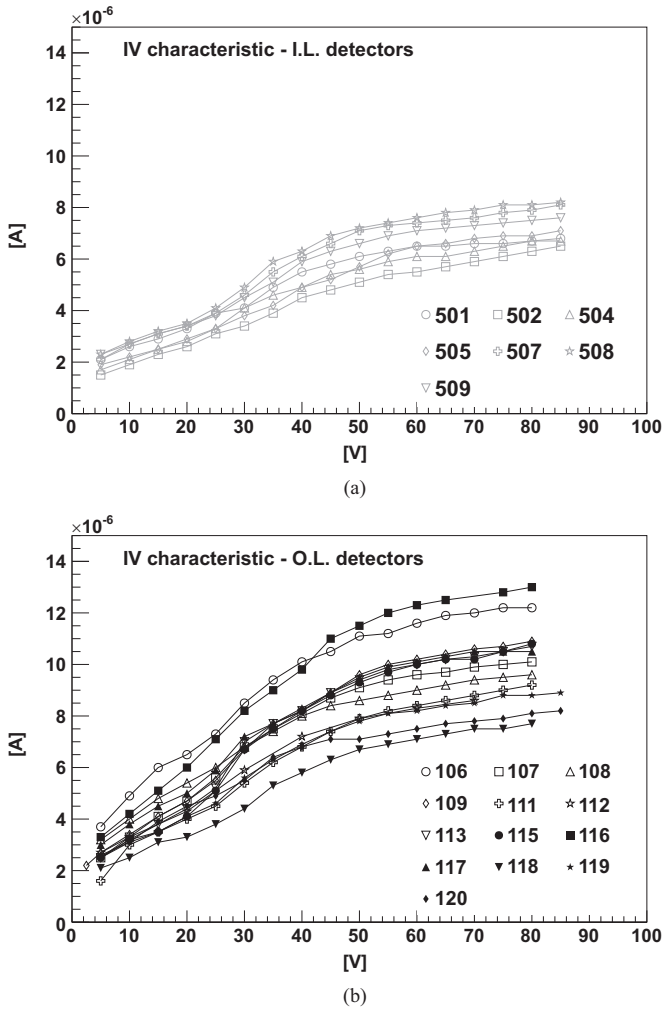 ×10⁻⁶
IV characteristic - I.L. detectors
14
12
10
8
6
4
2
0
[A]
501 502 504
505 507 508
509
0 10 20 30 40 50 60 70 80 90 100
[V]
(a)
×10⁻⁶
IV characteristic - O.L. detectors
14
12
10
8
6
4
2
0
[A]
106 107 108
109 111 112
113 115 116
117 118 119
120
0 10 20 30 40 50 60 70 80 90 100
[V]
(b)